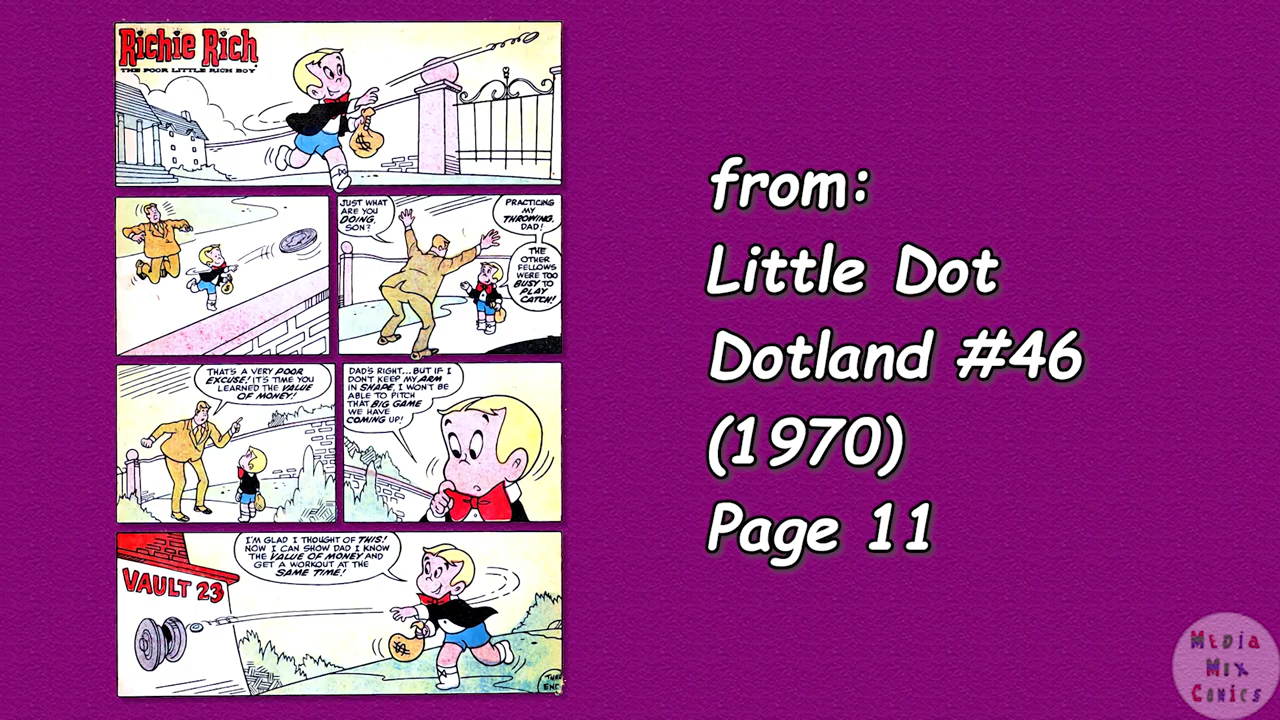 Richie Rich
THE POOR LITTLE RICH BOY
JUST WHAT
ARE YOU
DOING,
SON?
PRACTICING
MY
THROWING,
DAD!
THE
OTHER
FELLOWS
WERE TOO
BUSY TO
PLAY
CATCH!
THAT'S A VERY POOR
EXCUSE! IT'S TIME YOU
LEARNED THE VALUE
OF MONEY!
DAD'S RIGHT...BUT IF I
DON'T KEEP MY ARM
IN SHAPE, I WON'T BE
ABLE TO PITCH
THAT BIG GAME
WE HAVE
COMING UP!
I'M GLAD I THOUGHT OF THIS!
NOW I CAN SHOW DAD I KNOW
THE VALUE OF MONEY AND
GET A WORKOUT AT THE
SAME TIME!
VAULT 23
THE
END
from:
Little Dot
Dotland #46
(1970)
Page 11
MEDIA
MIX
COMICS